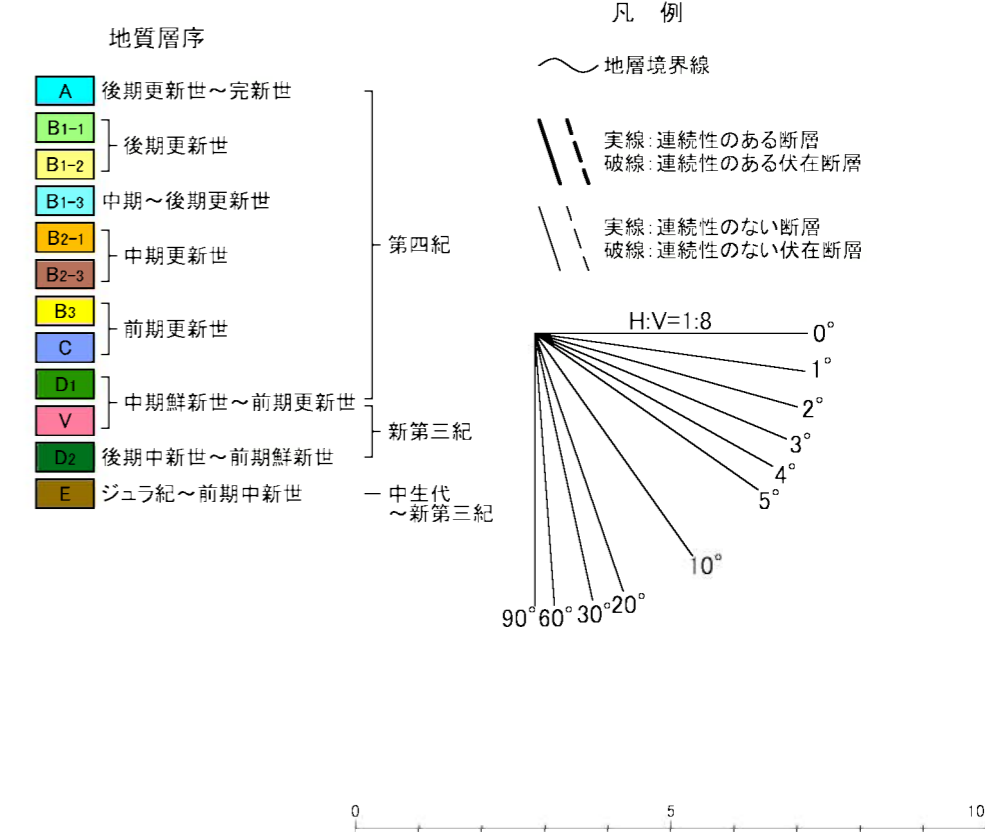 地質層序
A 後期更新世～完新世
B1-1
後期更新世
B1-2
B1-3 中期～後期更新世
B2-1
中期更新世
B2-3
第四紀
B3
前期更新世
C
D1
中期鮮新世～前期更新世
V
新第三紀
D2 後期中新世～前期鮮新世
E ジュラ紀～前期中新世
中生代
～新第三紀
凡 例
地層境界線
実線:連続性のある断層
破線:連続性のある伏在断層
実線:連続性のない断層
破線:連続性のない伏在断層
H:V=1:8
0°
1°
2°
3°
4°
5°
10°
90° 60° 30° 20°
0 5 10